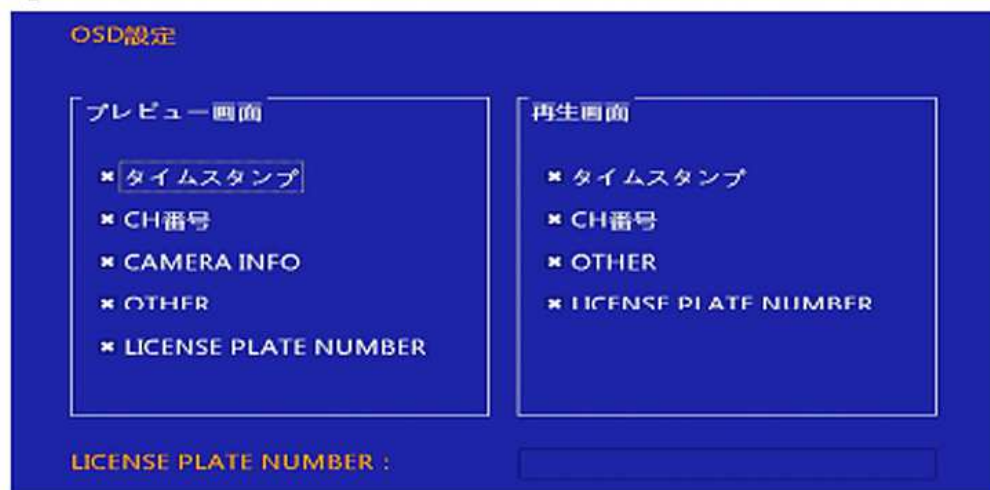 OSD設定
プレビュー画面
タイムスタンプ
CH番号
CAMERA INFO
OTHER
LICENSE PLATE NUMBER
再生画面
タイムスタンプ
CH番号
OTHER
LICENSE PLATE NUMBER
LICENSE PLATE NUMBER :